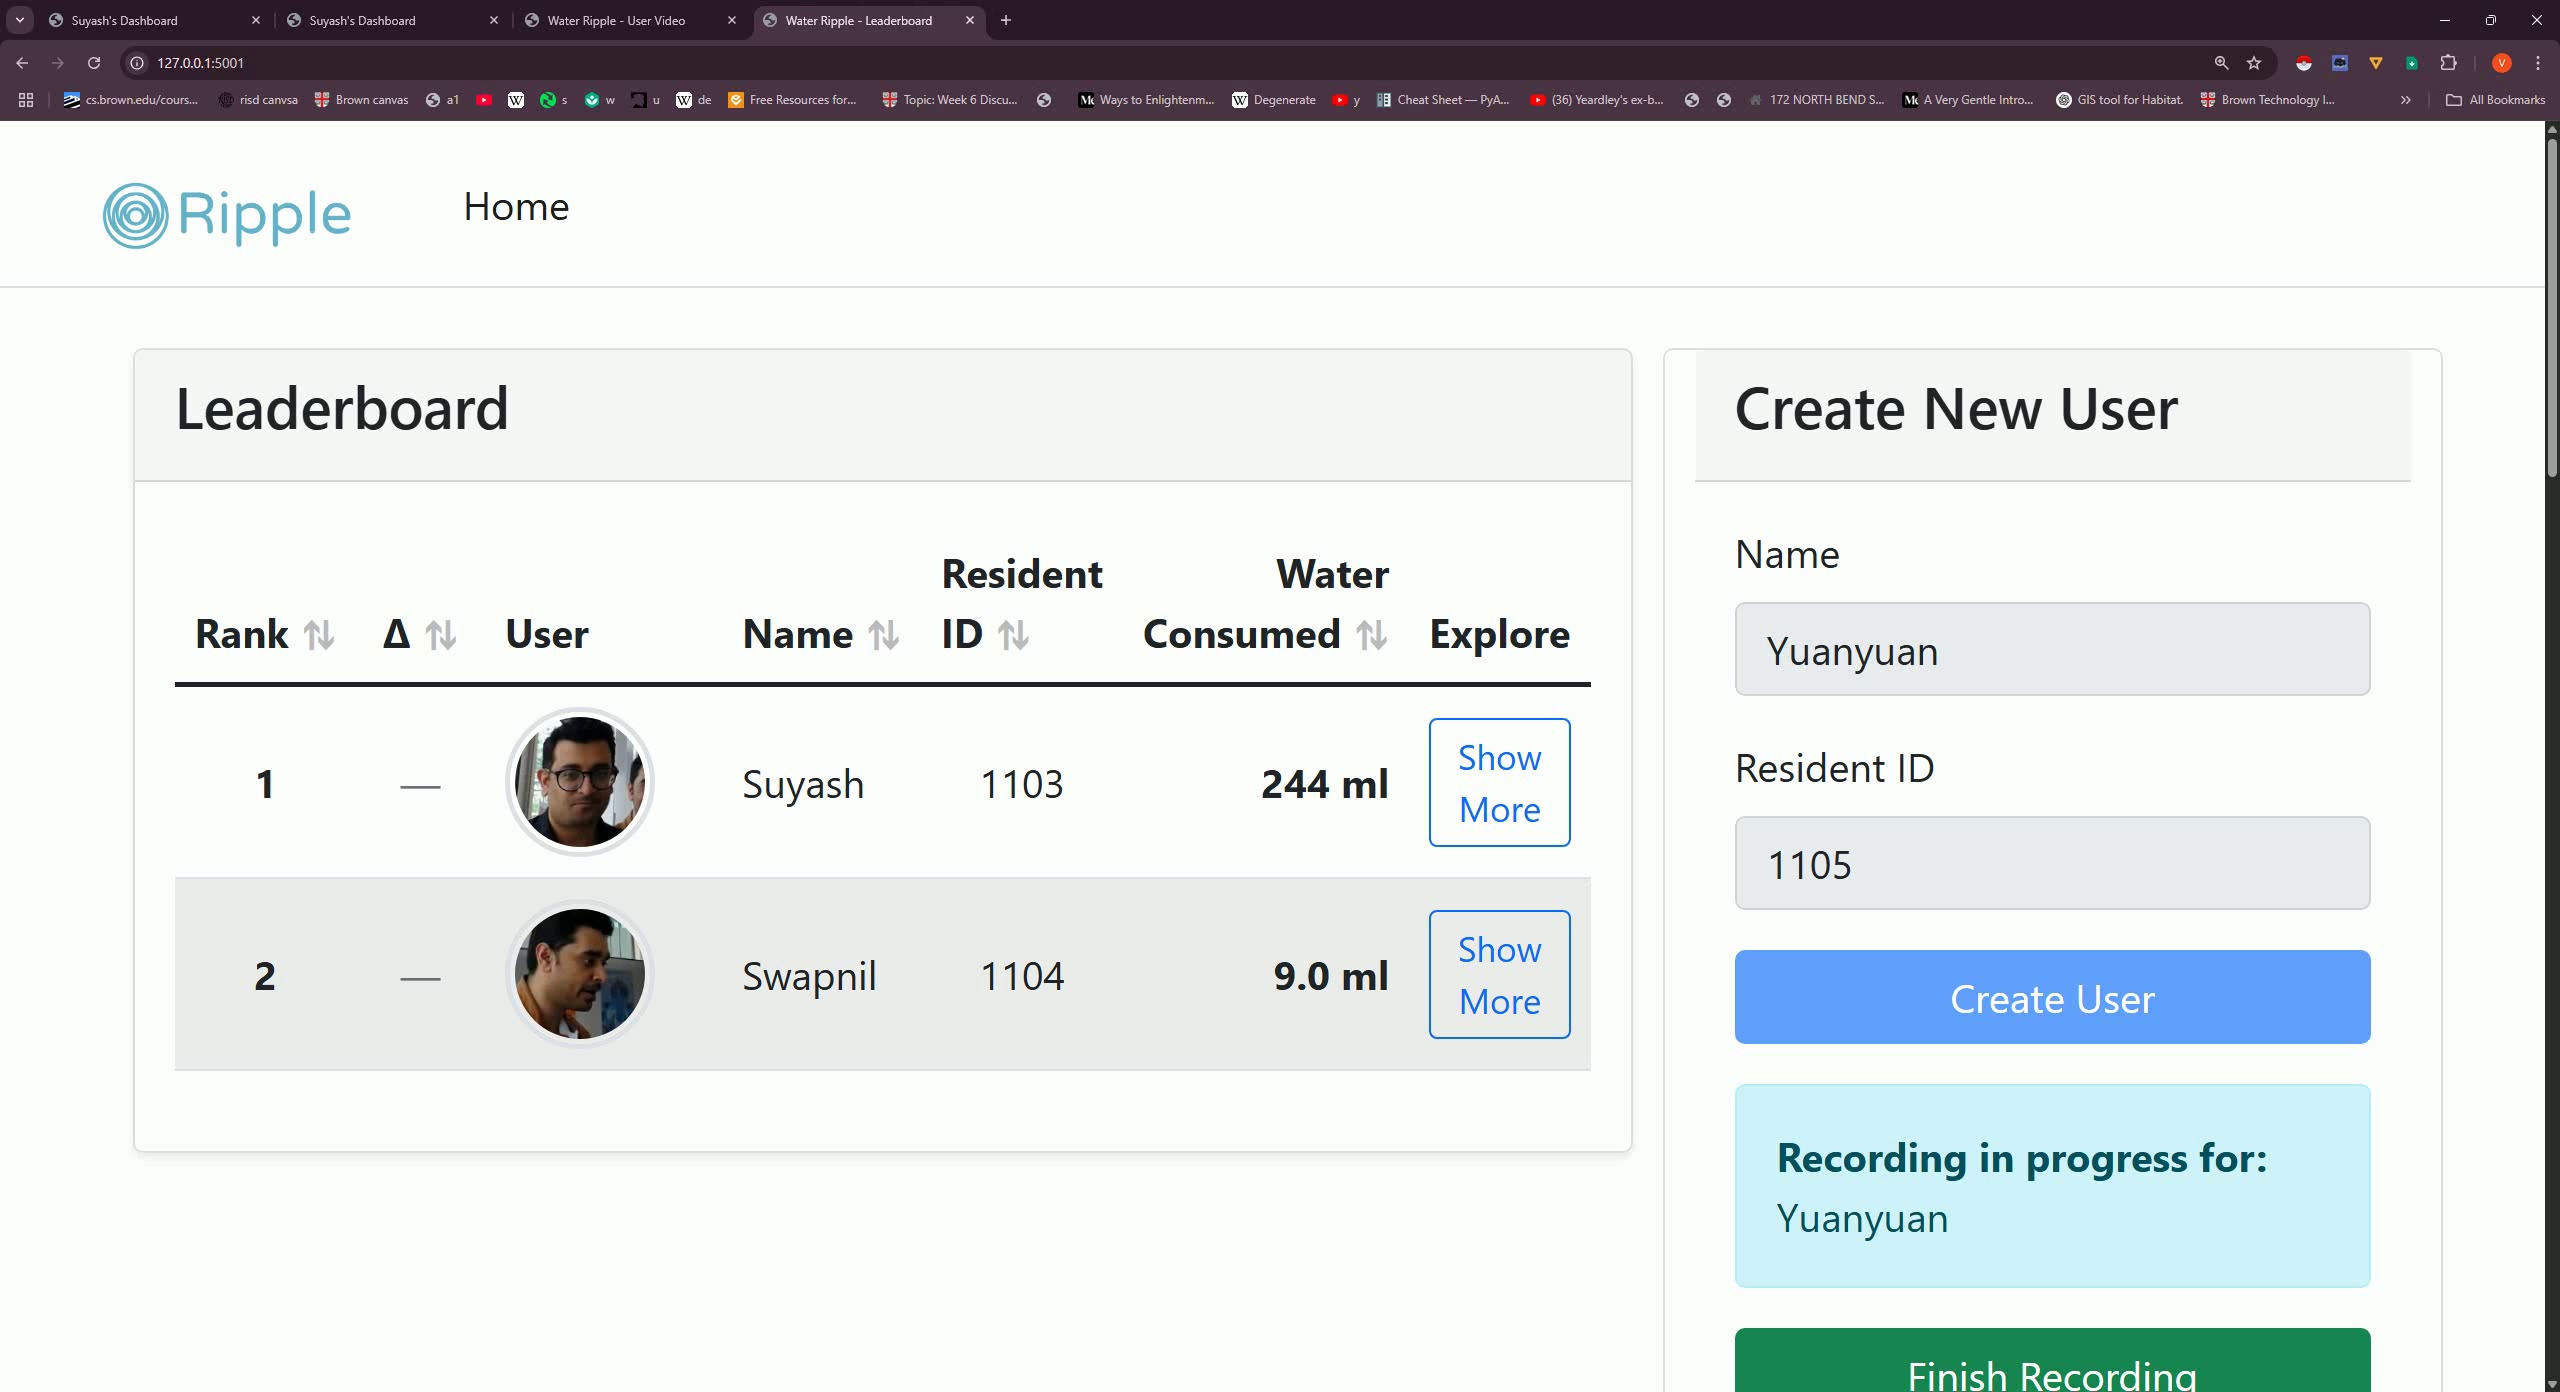 Suyash's Dashboard
Suyash's Dashboard
Water Ripple - User Video
Water Ripple - Leaderboard
127.0.0.1:5001
cs.brown.edu/cours...
risd canvsa
Brown canvas
a1
s
w
u
de
Free Resources for...
Topic: Week 6 Discu...
Ways to Enlightenm...
Degenerate
y
Cheat Sheet — PyA...
(36) Yeardley's ex-b...
172 NORTH BEND S...
A Very Gentle Intro...
GIS tool for Habitat.
Brown Technology I...
All Bookmarks
Ripple
Home
Leaderboard
Rank
Δ
User
Name
Resident
ID
Water
Consumed
Explore
1
—
Suyash
1103
244 ml
Show
More
2
—
Swapnil
1104
9.0 ml
Show
More
Create New User
Name
Yuanyuan
Resident ID
1105
Create User
Recording in progress for:
Yuanyuan
Finish Recording